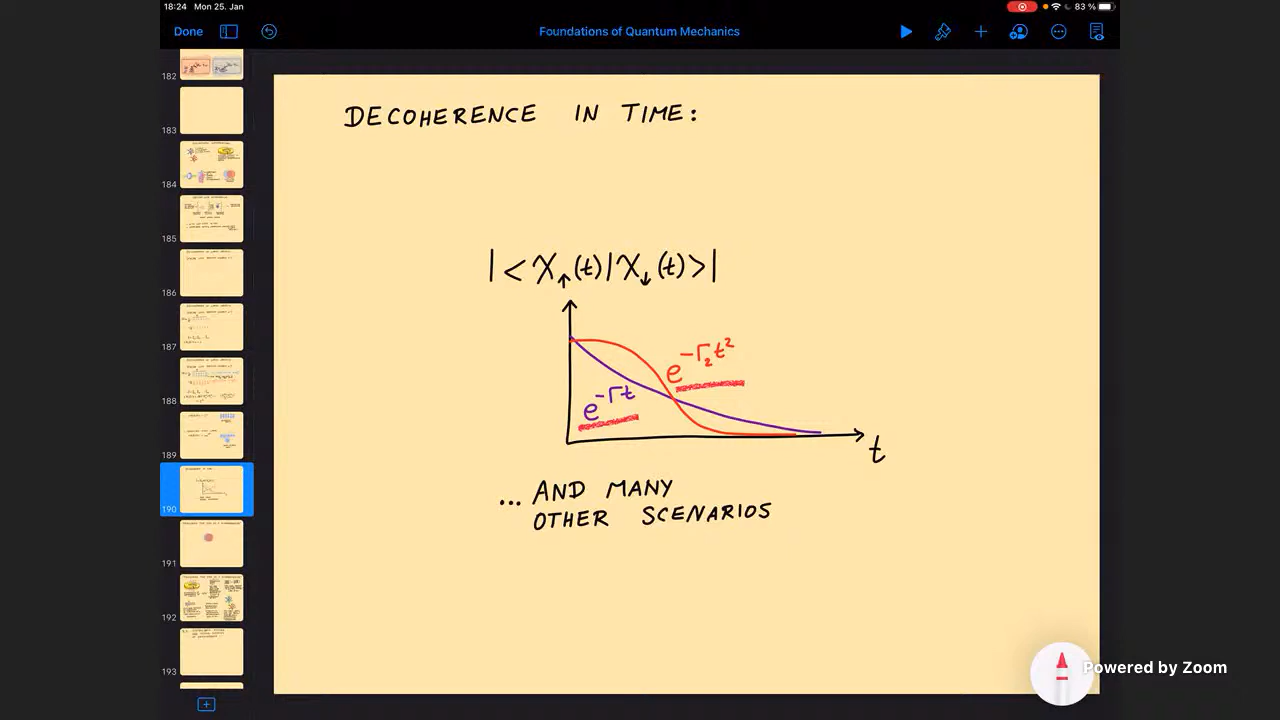 18:24 Mon 25. Jan
83 %
Done
Foundations of Quantum Mechanics
182
183
184
185
186
187
188
189
190
191
192
193
DECOHERENCE IN TIME:
|<χ↑(t)|χ↓(t)>|
e^-Γ₂t²
e^-Γt
t
... AND MANY
OTHER SCENARIOS
Powered by Zoom